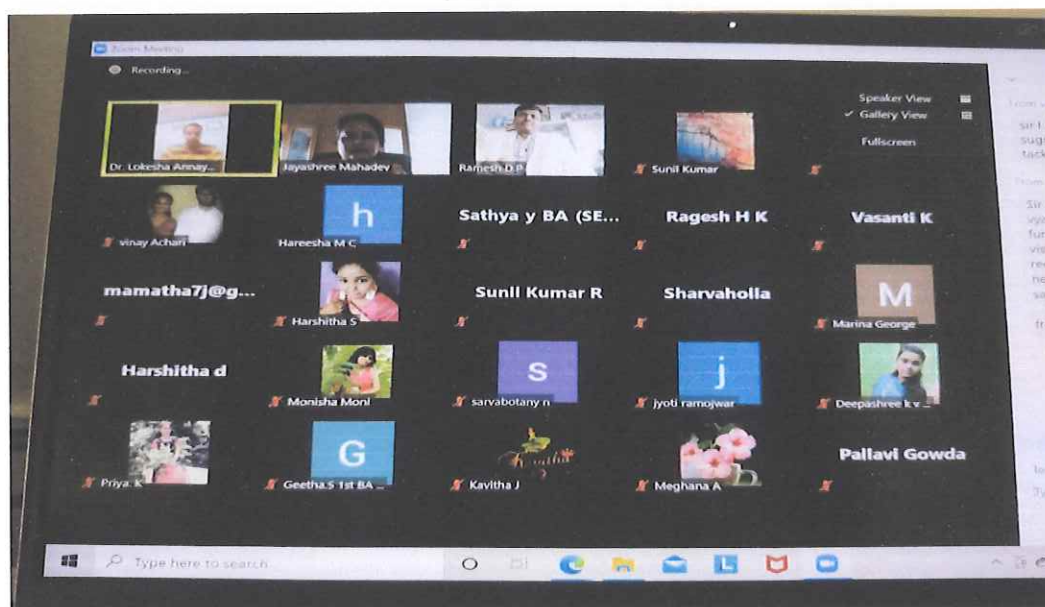 Zoom Meeting
Recording...
Speaker View
Gallery View
Fullscreen
Dr. Lokesha Annay...
Jayashree Mahadev
Ramesh D P
Sunil Kumar
vinay Achari
h
Hareesha M C
Sathya y BA (SE...
Ragesh H K
Vasanti K
mamatha7j@g...
Harshitha S
Sunil Kumar R
Sharvaholla
M
Marina George
Harshitha d
Monisha Moni
s
sarvabotany n
j
jyoti ramojwar
Deepashree k v ...
Priya. K
G
Geetha.S 1st BA ...
Kavitha J
Meghana A
Pallavi Gowda
Type here to search